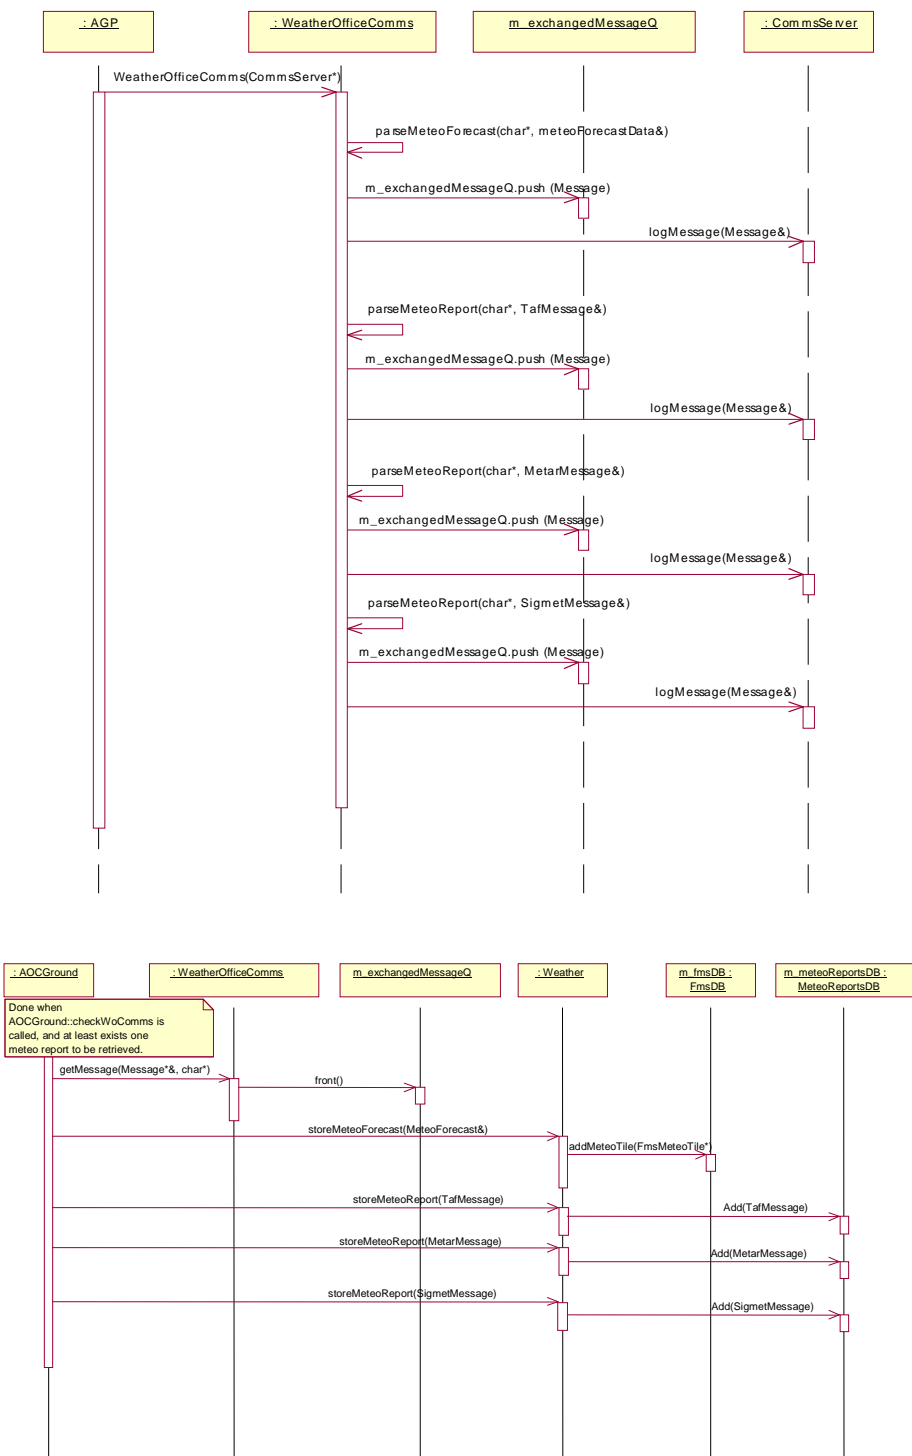 : AGP
: WeatherOfficeComms
m_exchangedMessageQ
: CommsServer
WeatherOfficeComms(CommsServer*)
parseMeteoForecast(char*, meteoForecastData&)
m_exchangedMessageQ.push (Message)
logMessage(Message&)
parseMeteoReport(char*, TafMessage&)
m_exchangedMessageQ.push (Message)
logMessage(Message&)
parseMeteoReport(char*, MetarMessage&)
m_exchangedMessageQ.push (Message)
logMessage(Message&)
parseMeteoReport(char*, SigmetMessage&)
m_exchangedMessageQ.push (Message)
logMessage(Message&)
: AOCGround
: WeatherOfficeComms
m_exchangedMessageQ
: Weather
m_fmsDB :
FmsDB
m_meteoReportsDB :
MeteoReportsDB
Done when
AOCGround::checkWoComms is
called, and at least exists one
meteo report to be retrieved.
getMessage(Message*&, char*)
front()
storeMeteoForecast(MeteoForecast&)
addMeteoTile(FmsMeteoTile*)
storeMeteoReport(TafMessage)
Add(TafMessage)
storeMeteoReport(MetarMessage)
Add(MetarMessage)
storeMeteoReport(SigmetMessage)
Add(SigmetMessage)